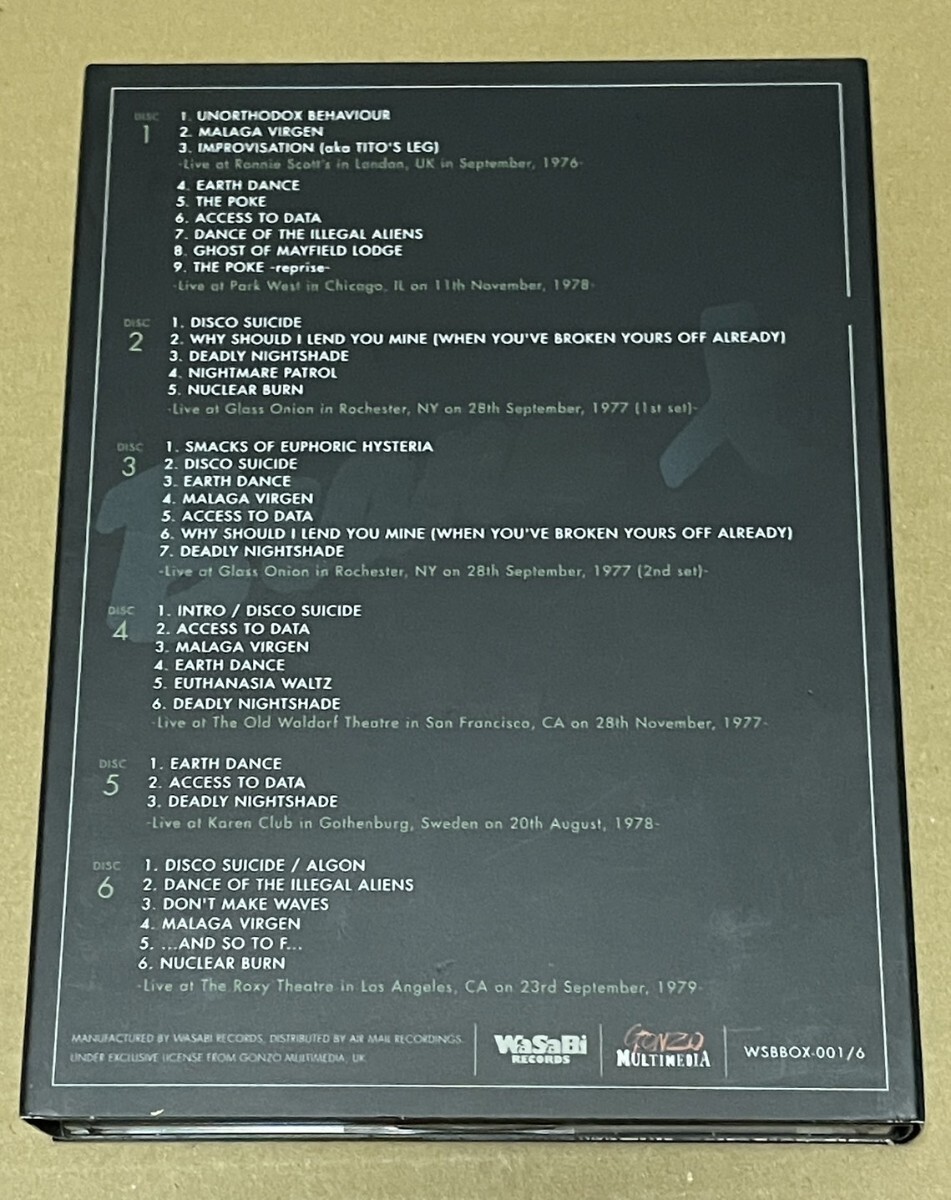 DISC
1
1. UNORTHODOX BEHAVIOUR
2. MALAGA VIRGEN
3. IMPROVISATION (aka TITO'S LEG)
-Live at Ronnie Scott's in London, UK in September, 1976-
4. EARTH DANCE
5. THE POKE
6. ACCESS TO DATA
7. DANCE OF THE ILLEGAL ALIENS
8. GHOST OF MAYFIELD LODGE
9. THE POKE -reprise-
-Live at Park West in Chicago, IL on 11th November, 1978-
DISC
2
1. DISCO SUICIDE
2. WHY SHOULD I LEND YOU MINE (WHEN YOU'VE BROKEN YOURS OFF ALREADY)
3. DEADLY NIGHTSHADE
4. NIGHTMARE PATROL
5. NUCLEAR BURN
-Live at Glass Onion in Rochester, NY on 28th September, 1977 (1st set)-
DISC
3
1. SMACKS OF EUPHORIC HYSTERIA
2. DISCO SUICIDE
3. EARTH DANCE
4. MALAGA VIRGEN
5. ACCESS TO DATA
6. WHY SHOULD I LEND YOU MINE (WHEN YOU'VE BROKEN YOURS OFF ALREADY)
7. DEADLY NIGHTSHADE
-Live at Glass Onion in Rochester, NY on 28th September, 1977 (2nd set)-
DISC
4
1. INTRO / DISCO SUICIDE
2. ACCESS TO DATA
3. MALAGA VIRGEN
4. EARTH DANCE
5. EUTHANASIA WALTZ
6. DEADLY NIGHTSHADE
-Live at The Old Waldorf Theatre in San Francisco, CA on 28th November, 1977-
DISC
5
1. EARTH DANCE
2. ACCESS TO DATA
3. DEADLY NIGHTSHADE
-Live at Karen Club in Gothenburg, Sweden on 20th August, 1978-
DISC
6
1. DISCO SUICIDE / ALGON
2. DANCE OF THE ILLEGAL ALIENS
3. DON'T MAKE WAVES
4. MALAGA VIRGEN
5. ...AND SO TO F...
6. NUCLEAR BURN
-Live at The Roxy Theatre in Los Angeles, CA on 23rd September, 1979-
MANUFACTURED BY WASABI RECORDS, DISTRIBUTED BY AIR MAIL RECORDINGS.
UNDER EXCLUSIVE LICENSE FROM GONZO MULTIMEDIA, UK
WaSaBi
RECORDS
GONZO
MULTIMEDIA
WSBBOX-001/6